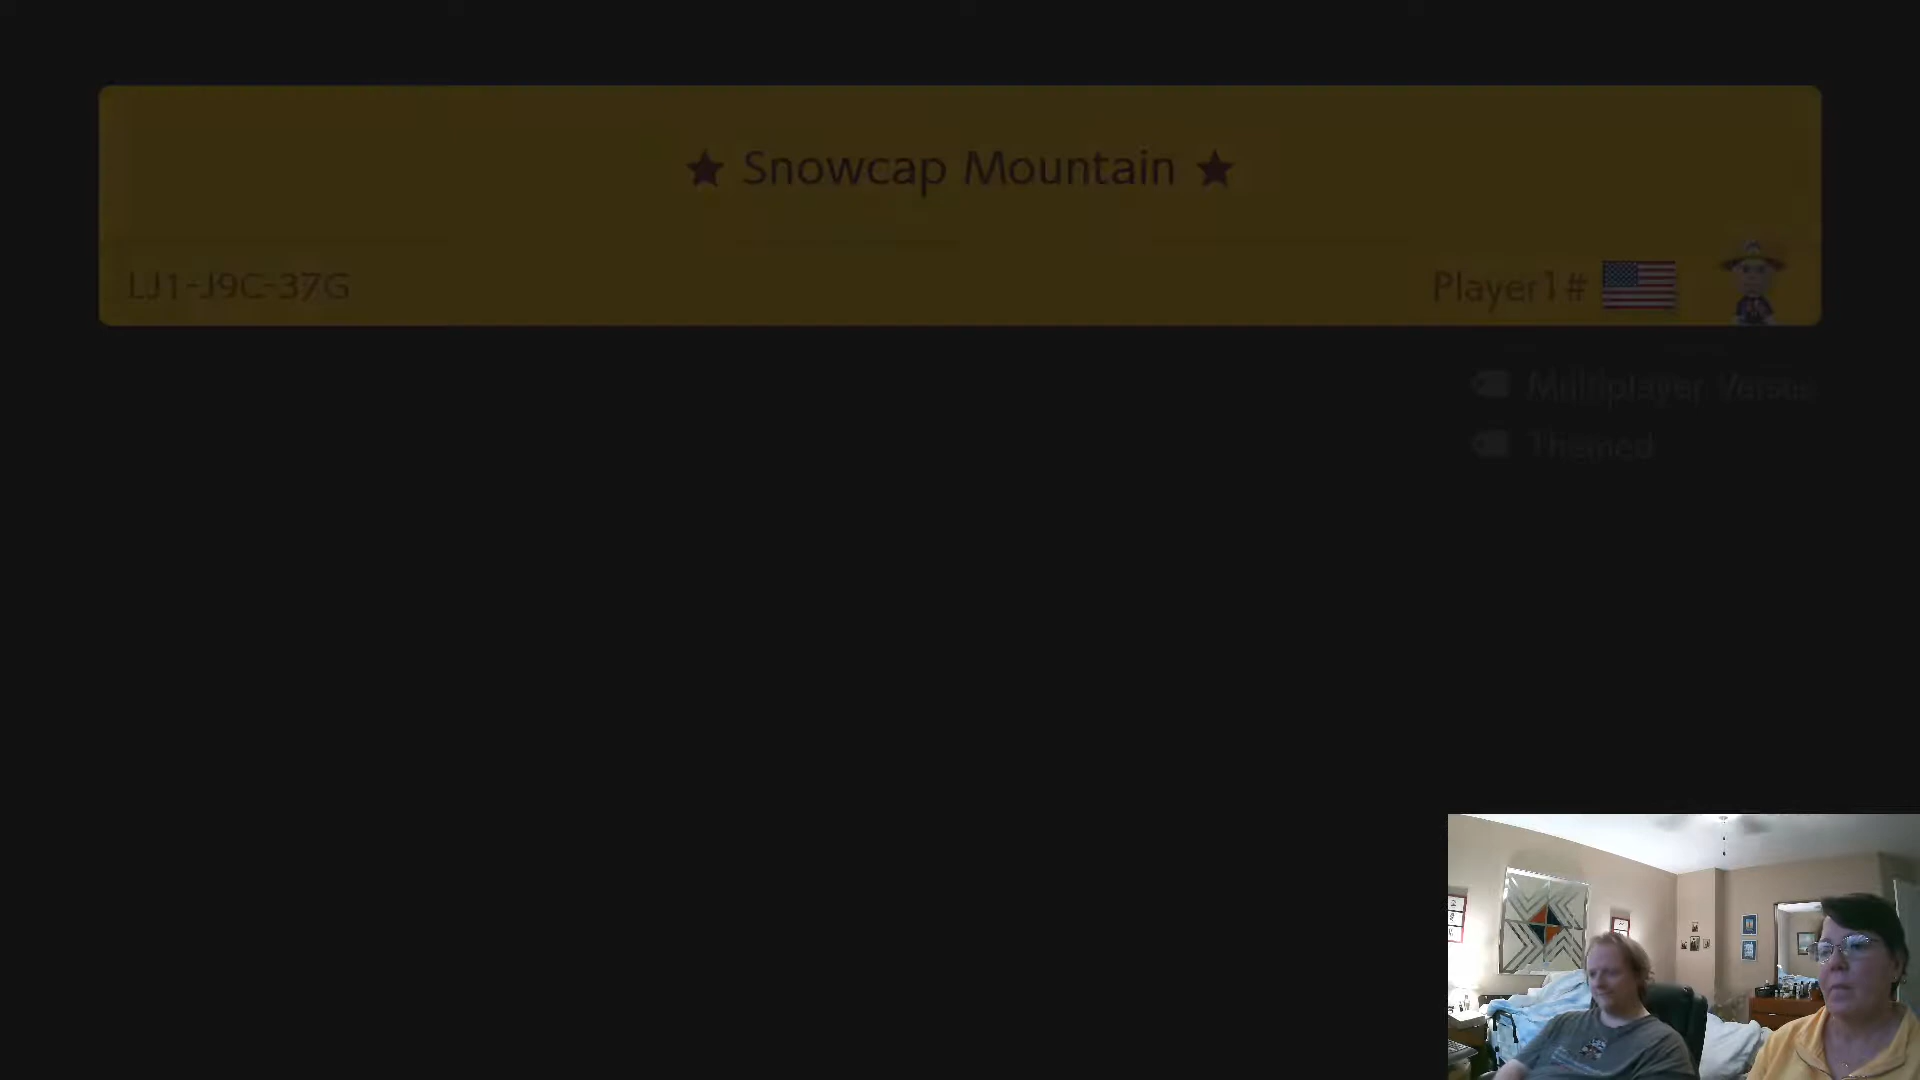 ★ Snowcap Mountain ★
LJ1-J9C-37G
Player1#
Multiplayer Versus
Themed